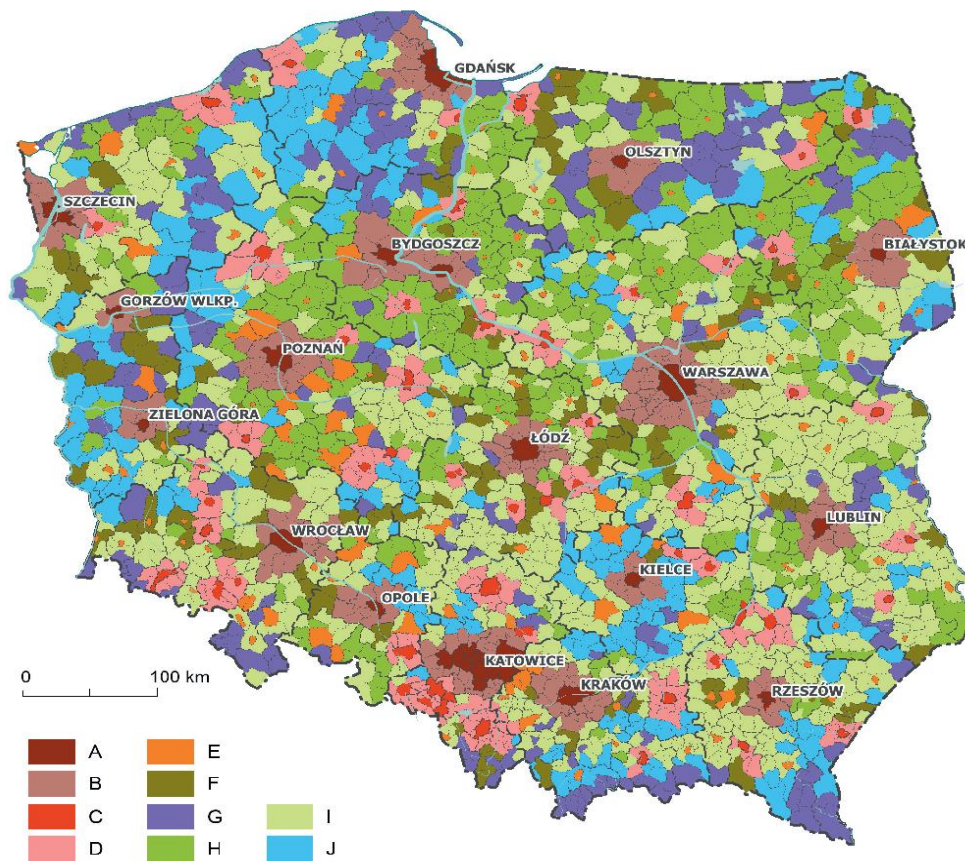 GDAŃSK
OLSZTYN
SZCZECIN
BYDGOSZCZ
BIAŁYSTOK
GORZÓW WLKP.
POZNAŃ
WARSZAWA
ZIELONA GÓRA
ŁÓDŹ
LUBLIN
WROCŁAW
KIELCE
OPOLE
KATOWICE
KRAKÓW
RZESZÓW
0 100 km
A E
B F
C G I
D H J